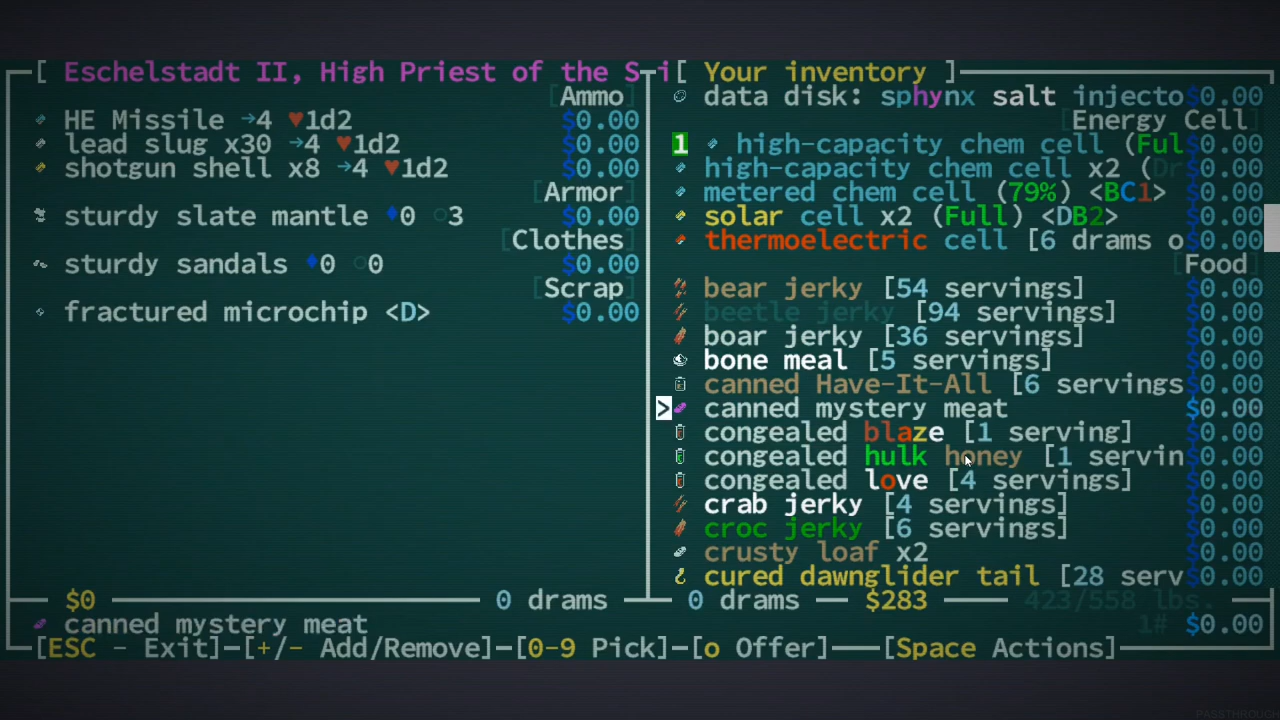 [ Eschelstadt II, High Priest of the S i
[Ammo]
HE Missile →4 ♥1d2 $0.00
lead slug x30 →4 ♥1d2 $0.00
shotgun shell x8 →4 ♥1d2 $0.00
[Armor]
sturdy slate mantle ♦0 ○3 $0.00
[Clothes]
sturdy sandals ♦0 ○0 $0.00
[Scrap]
fractured microchip <D> $0.00
$0 0 drams
[ Your inventory ]
data disk: sphynx salt injecto $0.00
[Energy Cell]
1 high-capacity chem cell (Ful $0.00
high-capacity chem cell x2 (Dr $0.00
metered chem cell (79%) <BC1> $0.00
solar cell x2 (Full) <DB2> $0.00
thermoelectric cell [6 drams o $0.00
[Food]
bear jerky [54 servings] $0.00
beetle jerky [94 servings] $0.00
boar jerky [36 servings] $0.00
bone meal [5 servings] $0.00
canned Have-It-All [6 servings $0.00
> canned mystery meat $0.00
congealed blaze [1 serving] $0.00
congealed hulk honey [1 servin $0.00
congealed love [4 servings] $0.00
crab jerky [4 servings] $0.00
croc jerky [6 servings] $0.00
crusty loaf x2 $0.00
cured dawnglider tail [28 serv $0.00
0 drams $283 423/558 lbs.
canned mystery meat 1# $0.00
[ESC - Exit] [+/- Add/Remove] [0-9 Pick] [o Offer] [Space Actions]
PASSTHROUGH